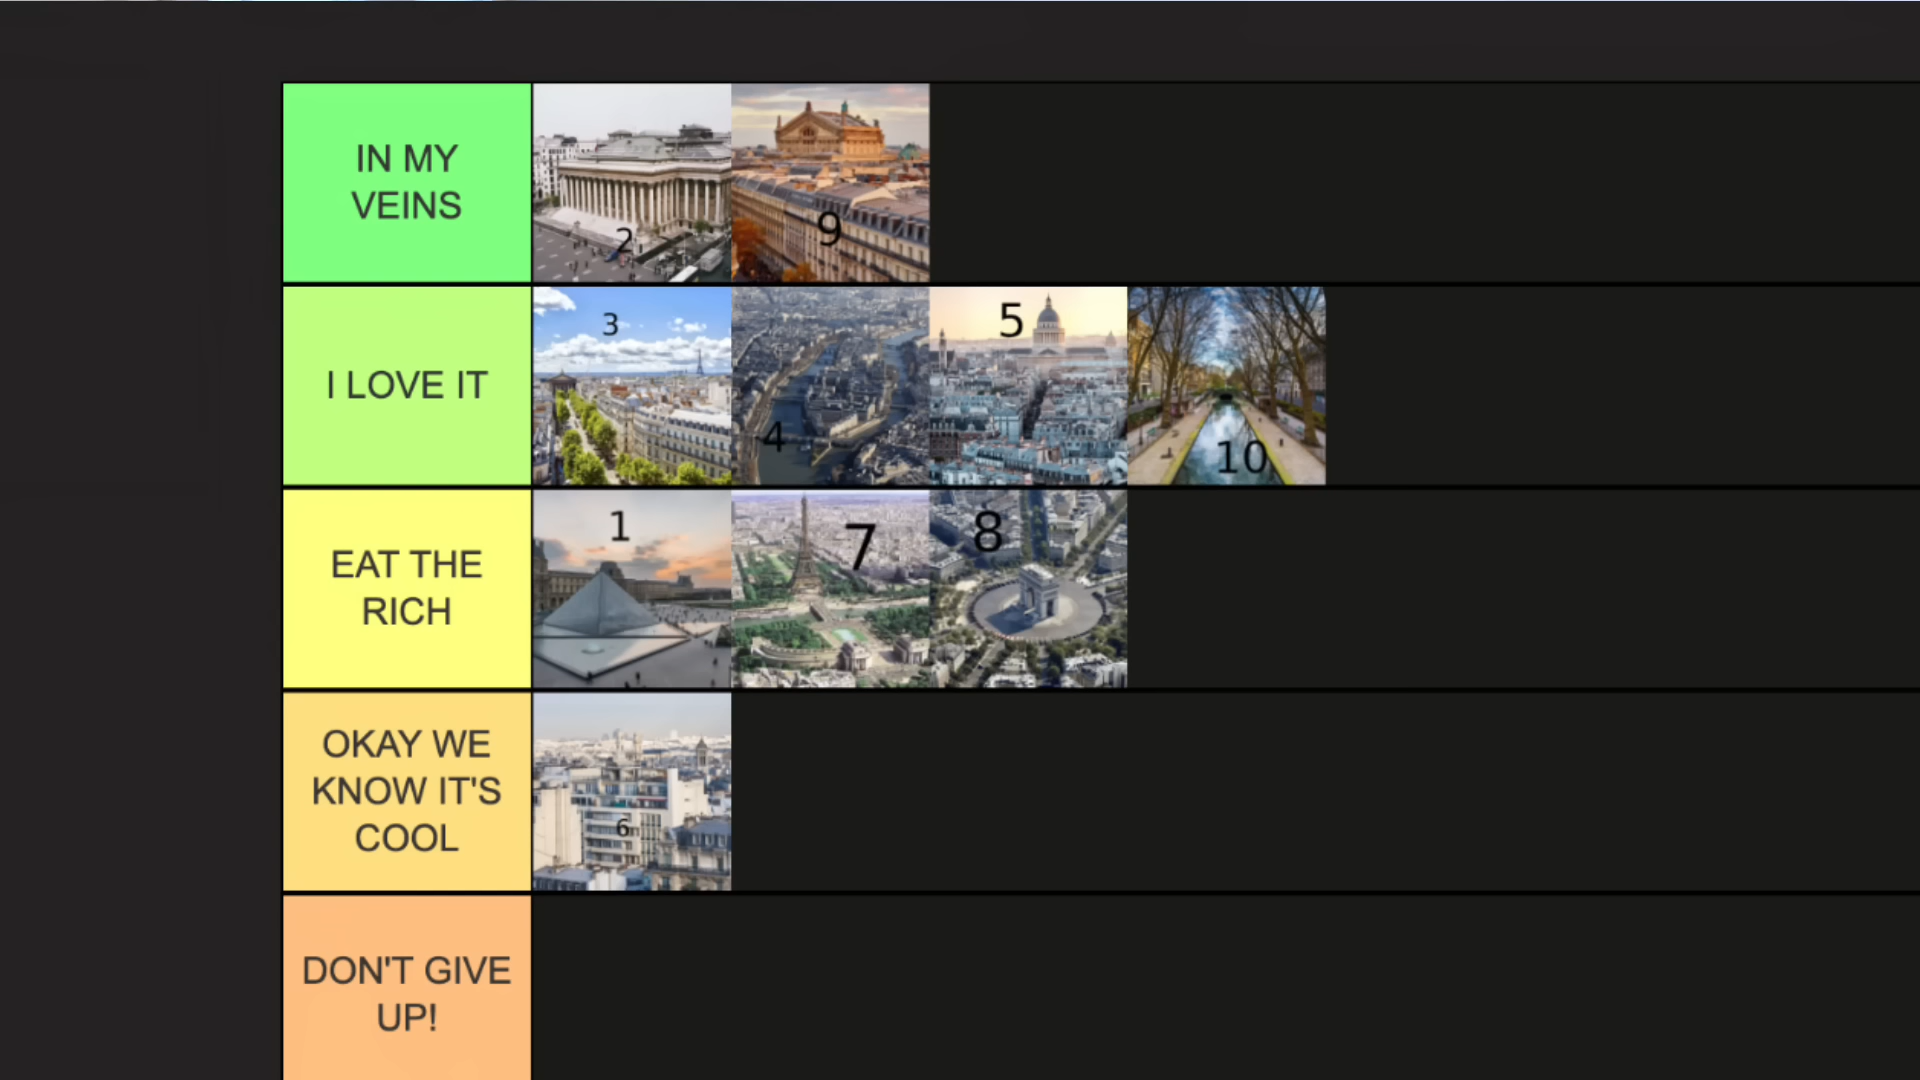 IN MY
VEINS
2
9
I LOVE IT
3
4
5
10
EAT THE
RICH
1
7
8
OKAY WE
KNOW IT'S
COOL
6
DON'T GIVE
UP!